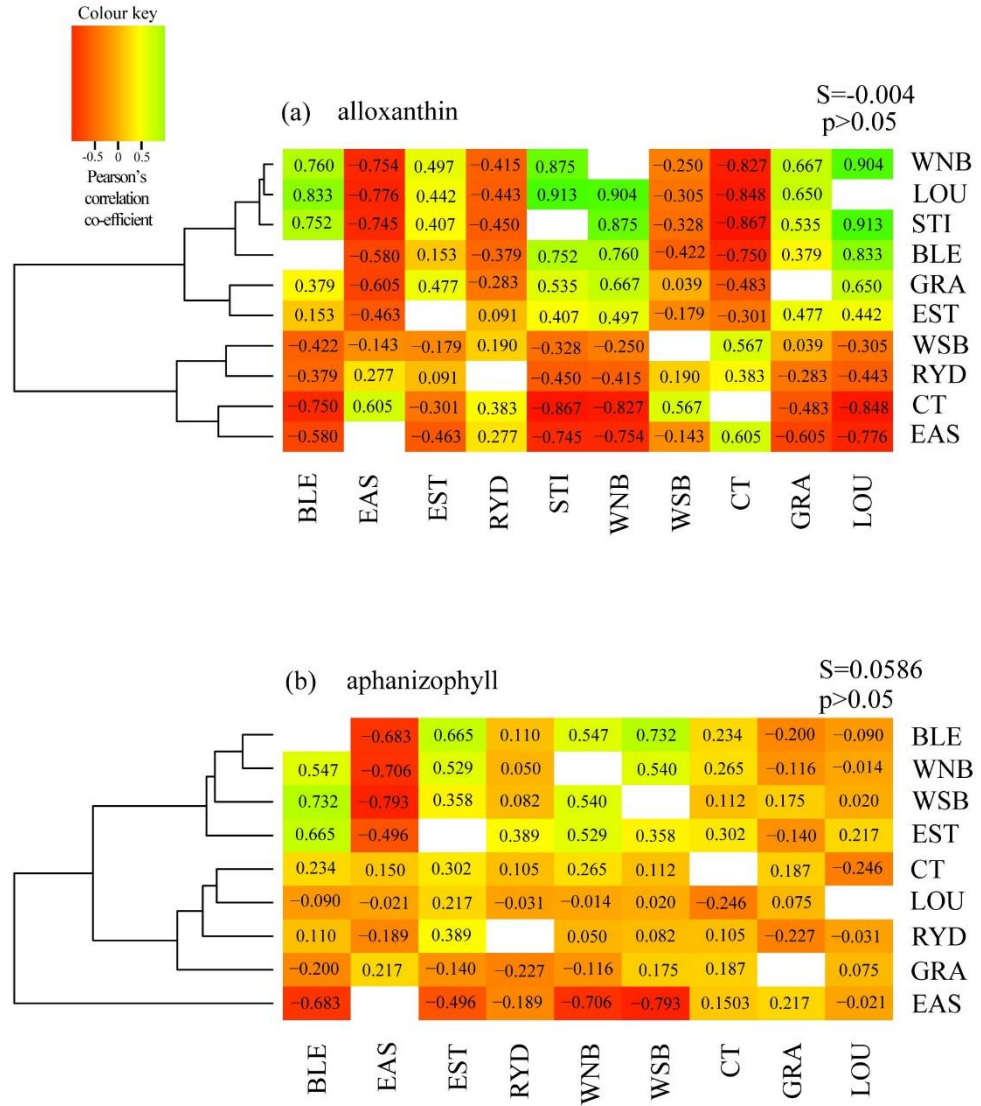 Colour key
-0.5 0 0.5
Pearson's
correlation
co-efficient
(a) alloxanthin
S=-0.004
p>0.05
0.760 −0.754 0.497 −0.415 0.875 −0.250 −0.827 0.667 0.904 WNB
0.833 −0.776 0.442 −0.443 0.913 0.904 −0.305 −0.848 0.650 LOU
0.752 −0.745 0.407 −0.450 0.875 −0.328 −0.867 0.535 0.913 STI
−0.580 0.153 −0.379 0.752 0.760 −0.422 −0.750 0.379 0.833 BLE
0.379 −0.605 0.477 −0.283 0.535 0.667 0.039 −0.483 0.650 GRA
0.153 −0.463 0.091 0.407 0.497 −0.179 −0.301 0.477 0.442 EST
−0.422 −0.143 −0.179 0.190 −0.328 −0.250 0.567 0.039 −0.305 WSB
−0.379 0.277 0.091 −0.450 −0.415 0.190 0.383 −0.283 −0.443 RYD
−0.750 0.605 −0.301 0.383 −0.867 −0.827 0.567 −0.483 −0.848 CT
−0.580 −0.463 0.277 −0.745 −0.754 −0.143 0.605 −0.605 −0.776 EAS
BLE EAS EST RYD STI WNB WSB CT GRA LOU
(b) aphanizophyll
S=0.0586
p>0.05
−0.683 0.665 0.110 0.547 0.732 0.234 −0.200 −0.090 BLE
0.547 −0.706 0.529 0.050 0.540 0.265 −0.116 −0.014 WNB
0.732 −0.793 0.358 0.082 0.540 0.112 0.175 0.020 WSB
0.665 −0.496 0.389 0.529 0.358 0.302 −0.140 0.217 EST
0.234 0.150 0.302 0.105 0.265 0.112 0.187 −0.246 CT
−0.090 −0.021 0.217 −0.031 −0.014 0.020 −0.246 0.075 LOU
0.110 −0.189 0.389 0.050 0.082 0.105 −0.227 −0.031 RYD
−0.200 0.217 −0.140 −0.227 −0.116 0.175 0.187 0.075 GRA
−0.683 −0.496 −0.189 −0.706 −0.793 0.1503 0.217 −0.021 EAS
BLE EAS EST RYD WNB WSB CT GRA LOU